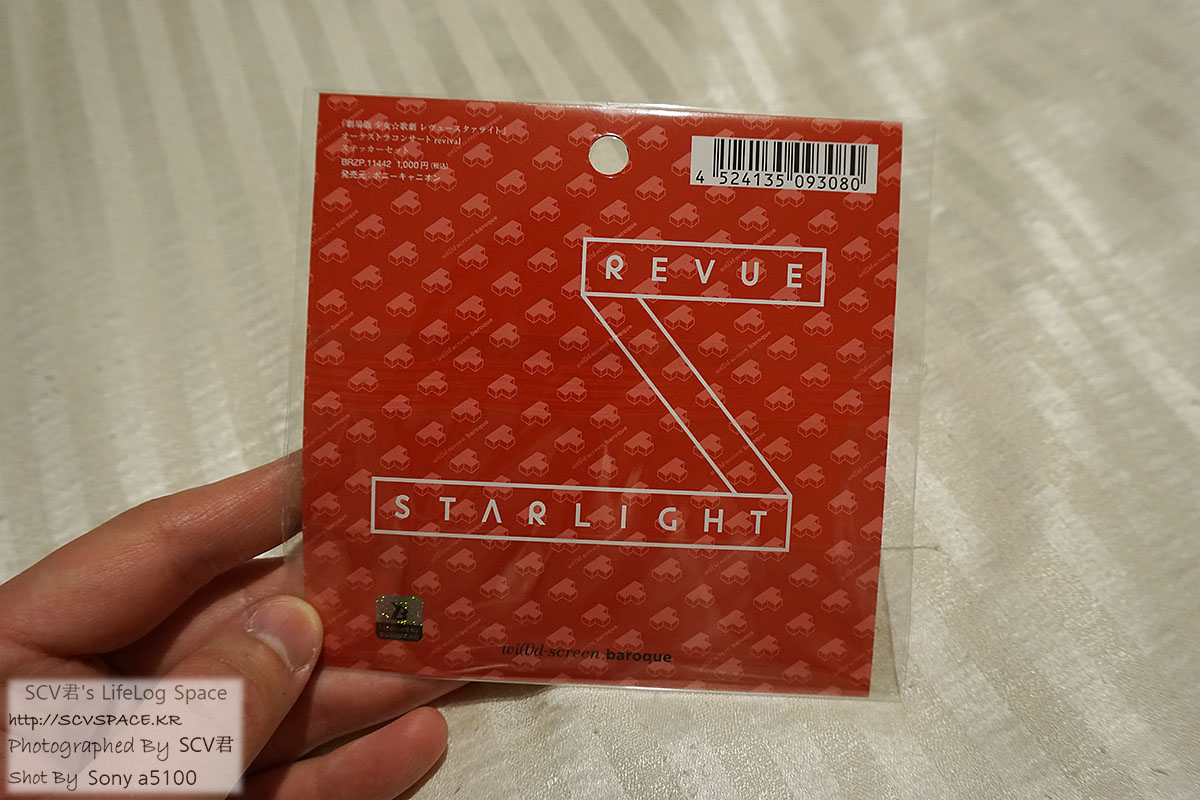 『劇場版 少女☆歌劇 レヴュースタァライト』
オーケストラコンサート revival
ステッカーセット
BRZP.11442 1,000円(税込)
発売元:ポニーキャニオン
4 524135 093080
REVUE
STARLIGHT
wi(l)d-screen baroque
SCV君's LifeLog Space
http://SCVSPACE.KR
Photographed By SCV君
Shot By Sony a5100